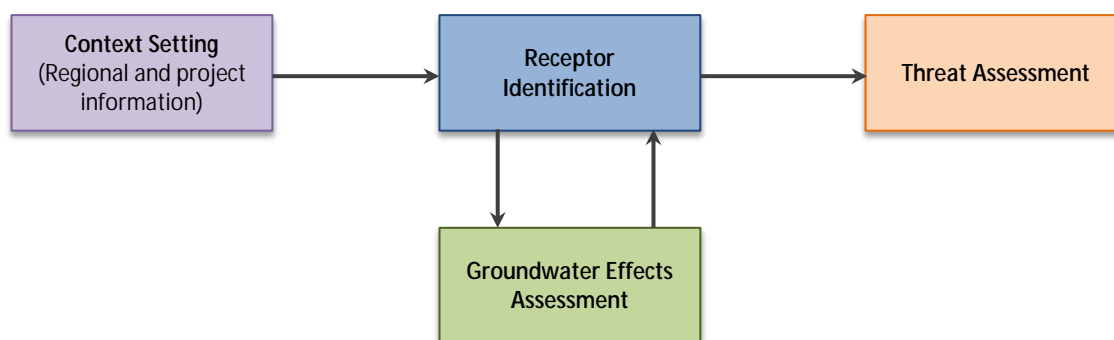 Context Setting
(Regional and project
information)
Receptor
Identification
Threat Assessment
Groundwater Effects
Assessment